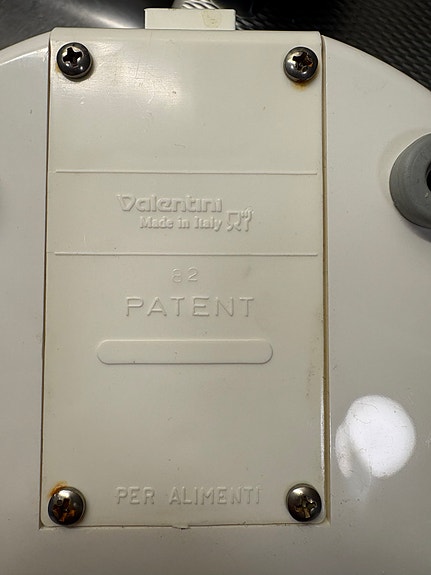 Valentini
Made in Italy
82
PATENT
PER ALIMENTI